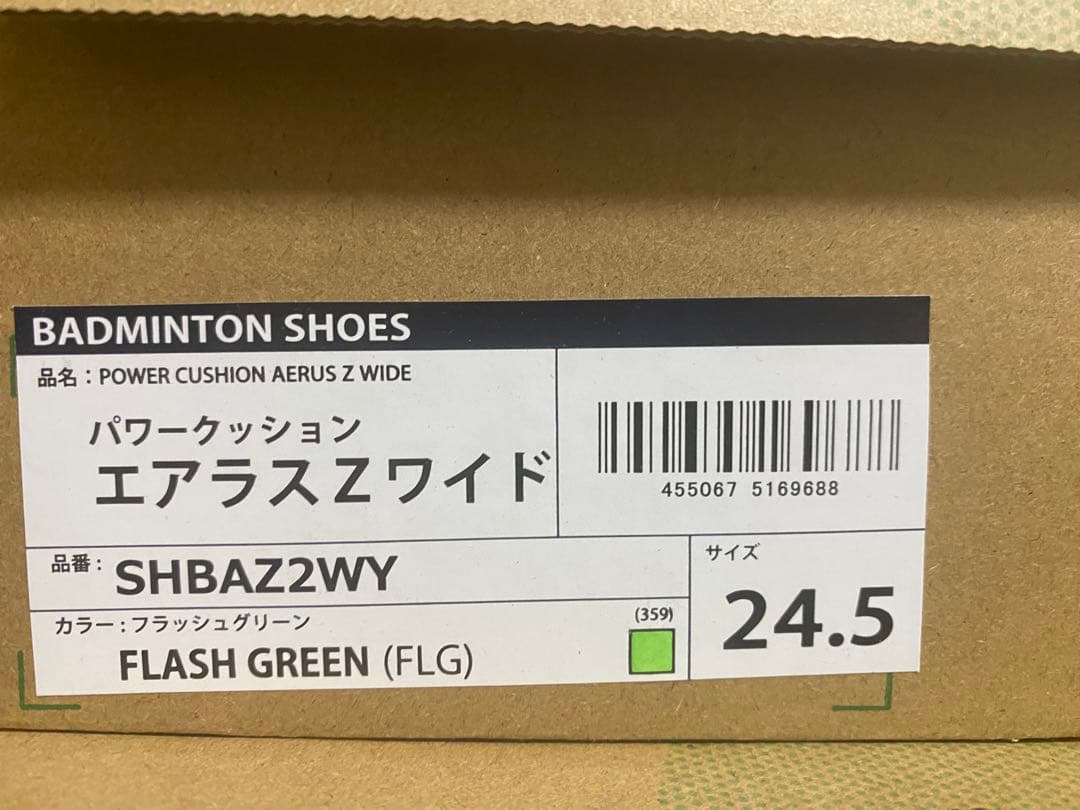 BADMINTON SHOES
品名：POWER CUSHION AERUS Z WIDE
パワークッション
エアラスZワイド
455067 5169688
品番：SHBAZ2WY
サイズ
24.5
カラー：フラッシュグリーン
(359)
FLASH GREEN (FLG)